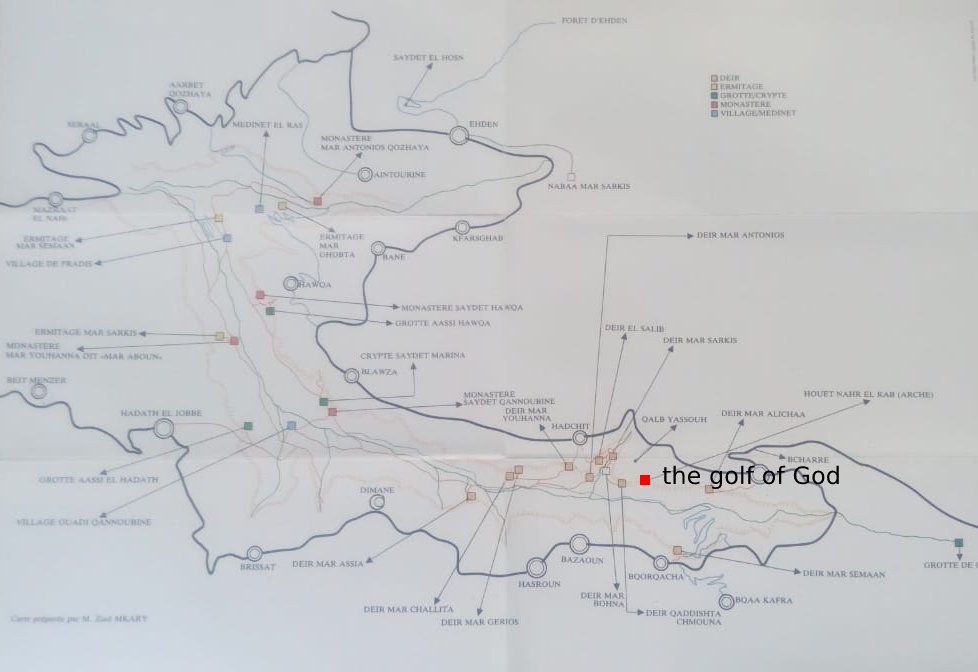 FORET D'EHDEN
SAYDET EL HOSN
DEIR
ERMITAGE
GROTTE/CRYPTE
MONASTERE
VILLAGE/MEDINET
AARBET
QOZHAYA
SERAAL
MEDINET EL RAS
EHDEN
MONASTERE
MAR ANTONIOS QOZHAYA
AINTOURINE
NABAA MAR SARKIS
MAZRAAT
EL NAHR
ERMITAGE
MAR SEMAAN
ERMITAGE
MAR
GHOBTA
KFARSGHAB
DEIR MAR ANTONIOS
BANE
VILLAGE DE FRADIS
HAWQA
MONASTERE SAYDET HAWQA
GROTTE AASSI HAWQA
ERMITAGE MAR SARKIS
DEIR EL SALIB
DEIR MAR SARKIS
MONASTERE
MAR YOUHANNA DIT «MAR ABOUN»
CRYPTE SAYDET MARINA
BLAWZA
BEIT MENZER
MONASTERE
SAYDET QANNOUBINE
HOUET NAHR EL RAB (ARCHE)
HADATH EL JOBBE
DEIR MAR
YOUHANNA
HADCHIT
QALB YASSOUH
DEIR MAR ALICHAA
BCHARRE
the golf of God
GROTTE AASSI EL HADATH
DIMANE
VILLAGE OUADI QANNOUBINE
BRISSAT
DEIR MAR ASSIA
HASROUN
BAZAOUN
BQORQACHA
DEIR MAR SEMAAN
GROTTE DE
DEIR MAR
BOHNA
BQAA KAFRA
DEIR MAR CHALLITA
DEIR MAR GERIOS
DEIR QADDISHTA
CHMOUNA
Carte préparée par M. Ziad MKARY